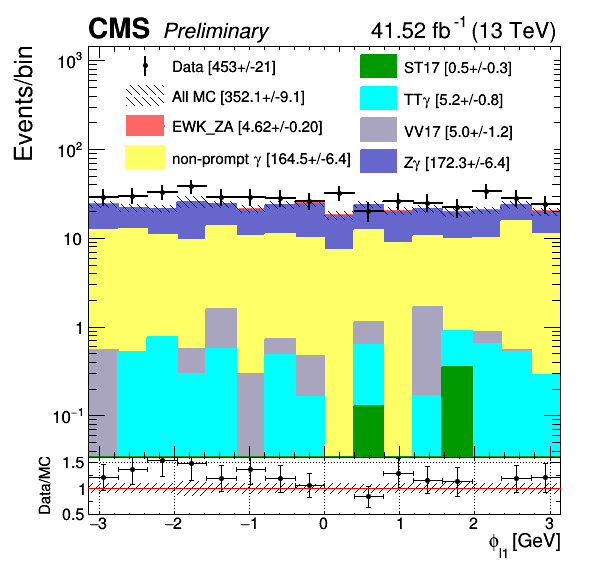 CMS Preliminary 41.52 fb⁻¹ (13 TeV)
Events/bin
10³
10²
10
1
10⁻¹
Data [453+/-21]
All MC [352.1+/-9.1]
EWK_ZA [4.62+/-0.20]
non-prompt γ [164.5+/-6.4]
ST17 [0.5+/-0.3]
TTγ [5.2+/-0.8]
VV17 [5.0+/-1.2]
Zγ [172.3+/-6.4]
Data/MC
1.5
1
0.5
−3 −2 −1 0 1 2 3
ϕl1 [GeV]